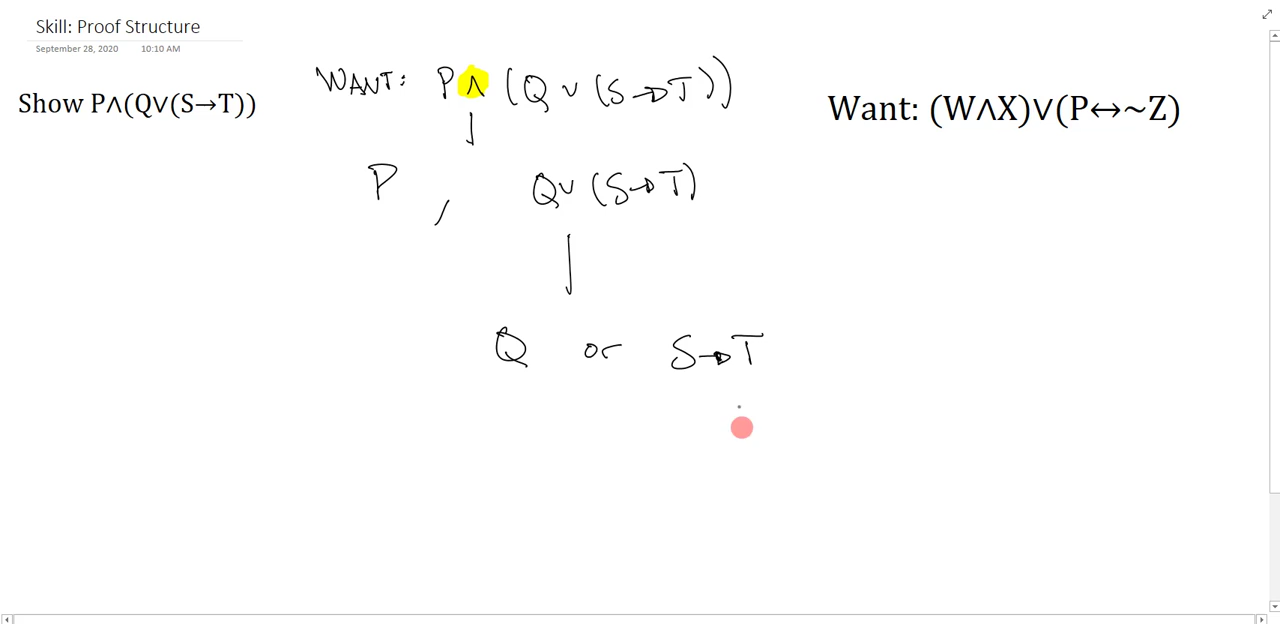 Skill: Proof Structure
September 28, 2020 10:10 AM
Show P∧(Q∨(S→T))
WANT: P ∧ (Q ∨ (S→T))
P , Q∨(S→T)
Q or S→T
Want: (W∧X)∨(P↔~Z)